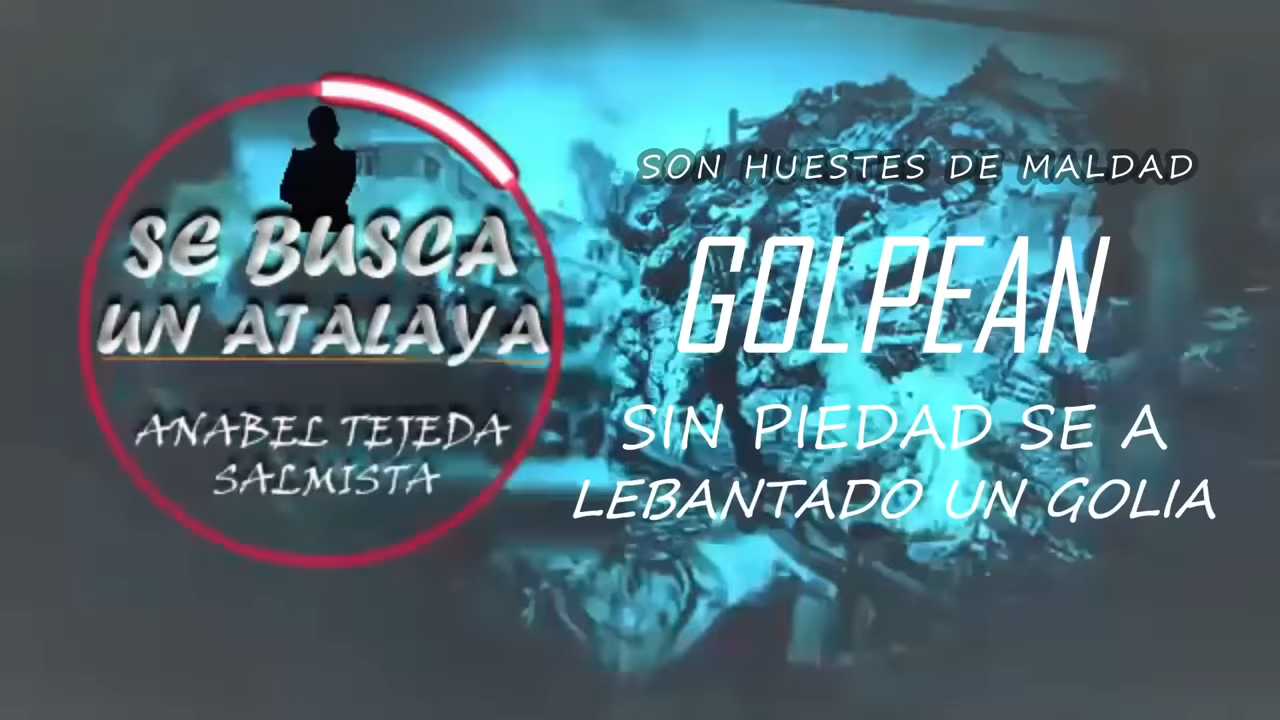 SE BUSCA
UN ATALAYA
ANABEL TEJEDA
SALMISTA
SON HUESTES DE MALDAD
GOLPEAN
SIN PIEDAD SE A
LEBANTADO UN GOLIA